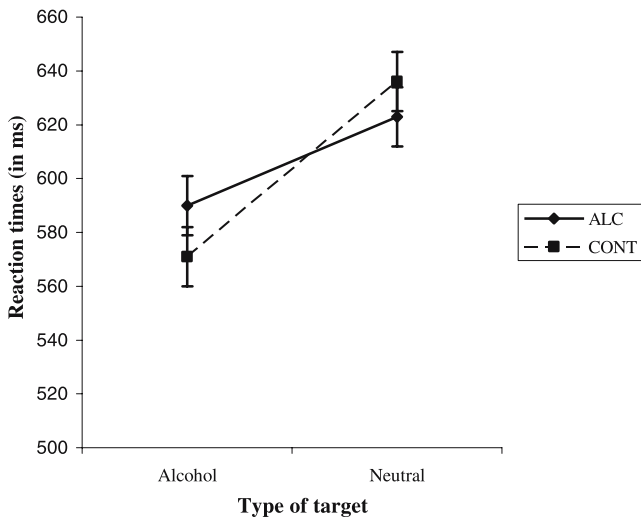 660
640
620
600
580
560
540
520
500
Reaction times (in ms)
Alcohol
Neutral
Type of target
ALC
CONT